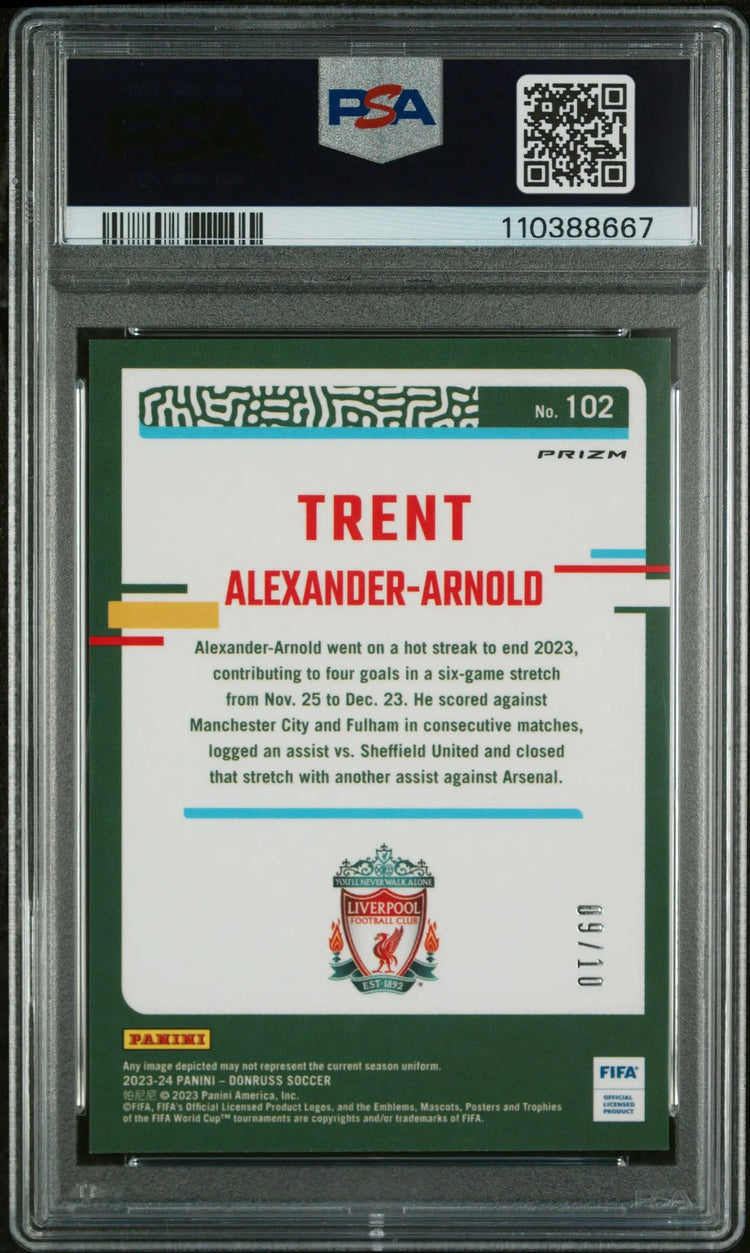 PSA
110388667
No. 102
PRIZM
TRENT
ALEXANDER-ARNOLD
Alexander-Arnold went on a hot streak to end 2023,
contributing to four goals in a six-game stretch
from Nov. 25 to Dec. 23. He scored against
Manchester City and Fulham in consecutive matches,
logged an assist vs. Sheffield United and closed
that stretch with another assist against Arsenal.
YOU'LL NEVER WALK ALONE
LIVERPOOL
FOOTBALL CLUB
EST·1892
09/10
PANINI
Any image depicted may not represent the current season uniform.
2023-24 PANINI – DONRUSS SOCCER
帕尼尼 © 2023 Panini America, Inc.
©FIFA, FIFA's Official Licensed Product Logos, and the Emblems, Mascots, Posters and Trophies
of the FIFA World Cup™ tournaments are copyrights and/or trademarks of FIFA.
FIFA®
OFFICIAL
LICENSED
PRODUCT
PSA